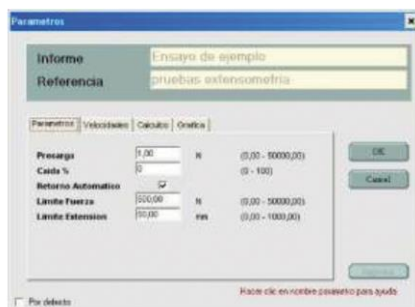 Parametros
Informe Ensayo de ejemplo
Referencia pruebas extensometria
Parametros Velocidades Calculos Grafica
Precarga 1,00 N (0,00 - 50000,00) OK
Caida % 0 (0 - 100) Cancel
Retorno Automatico
Limite Fuerza 500,00 N (0,00 - 50000,00)
Limite Extension 50,00 mm (0,00 - 1000,00)
Hacer clic en nombre parametro para ayuda
Por defecto